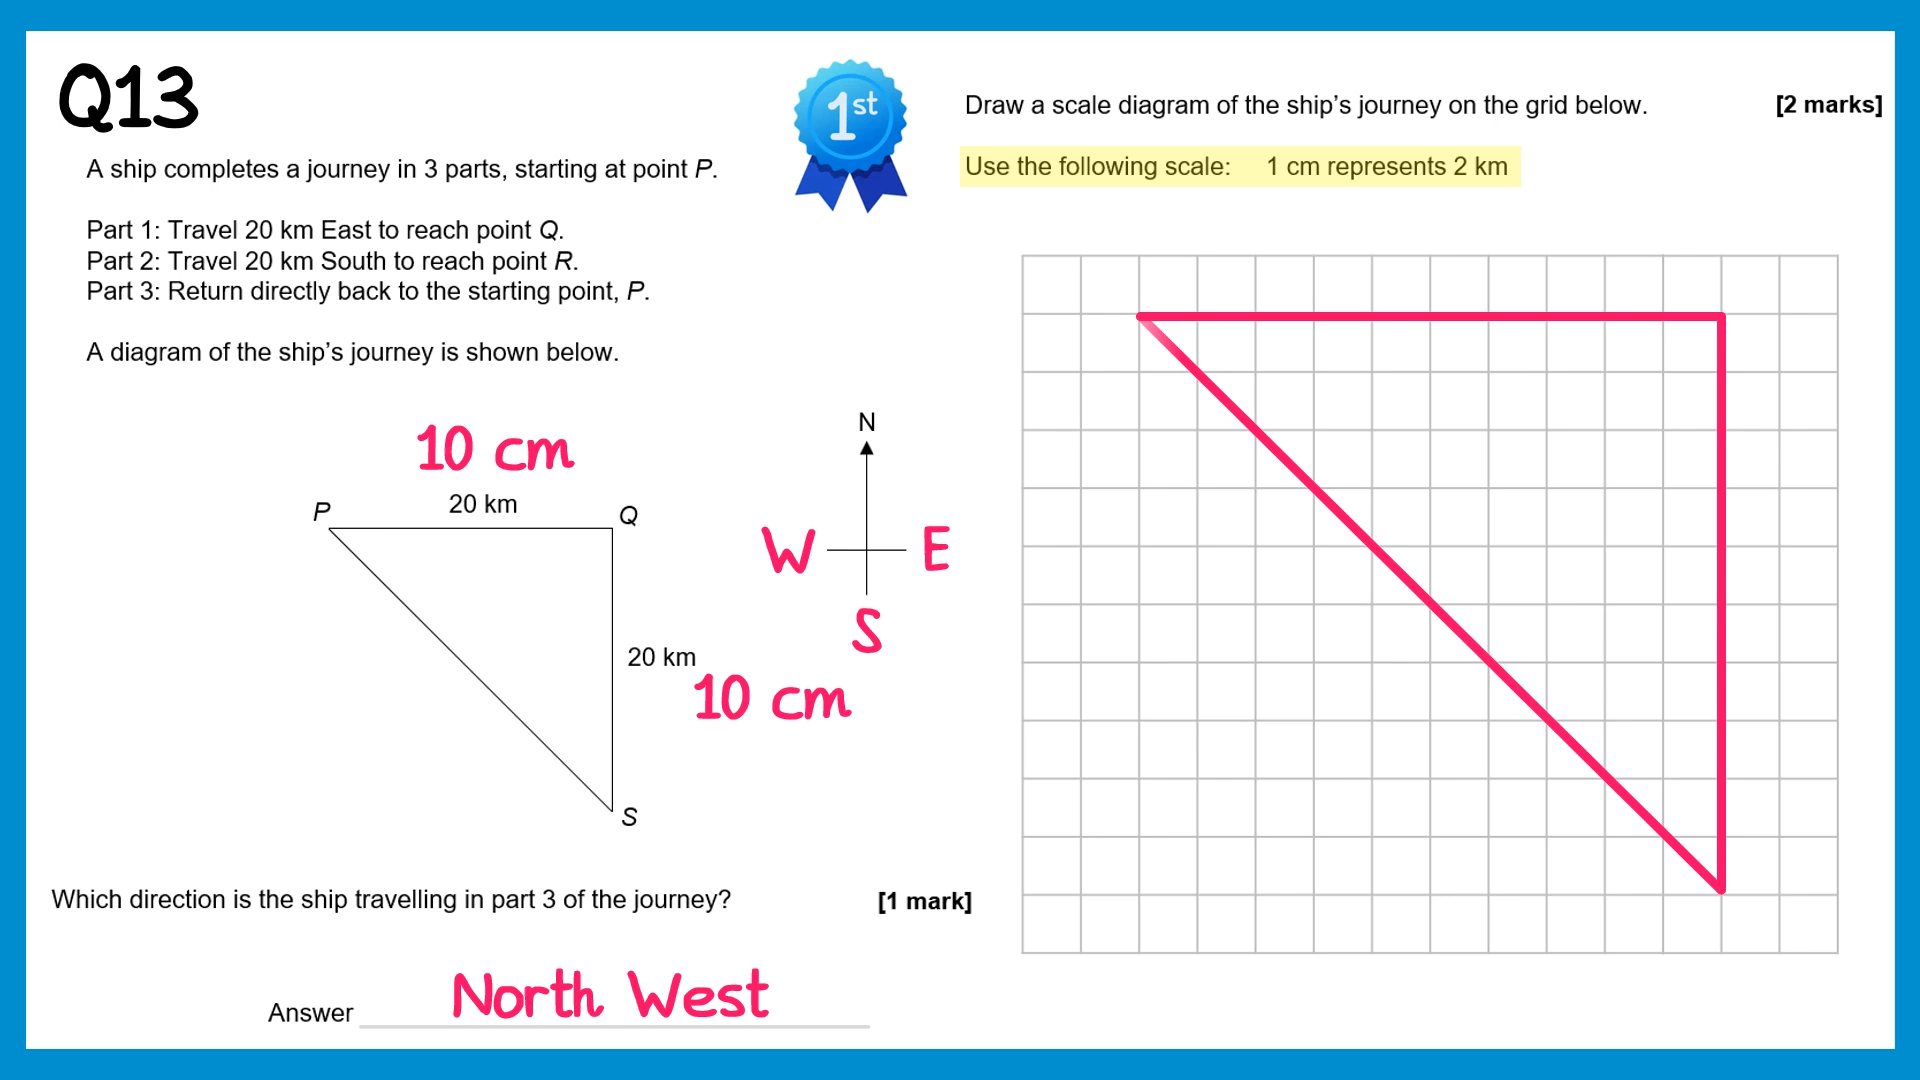 Q13
A ship completes a journey in 3 parts, starting at point P.
Part 1: Travel 20 km East to reach point Q.
Part 2: Travel 20 km South to reach point R.
Part 3: Return directly back to the starting point, P.
A diagram of the ship's journey is shown below.
10 cm
P
20 km
Q
20 km
10 cm
S
N
W
E
S
Which direction is the ship travelling in part 3 of the journey?
[1 mark]
Answer North West
1st
Draw a scale diagram of the ship's journey on the grid below.
[2 marks]
Use the following scale: 1 cm represents 2 km